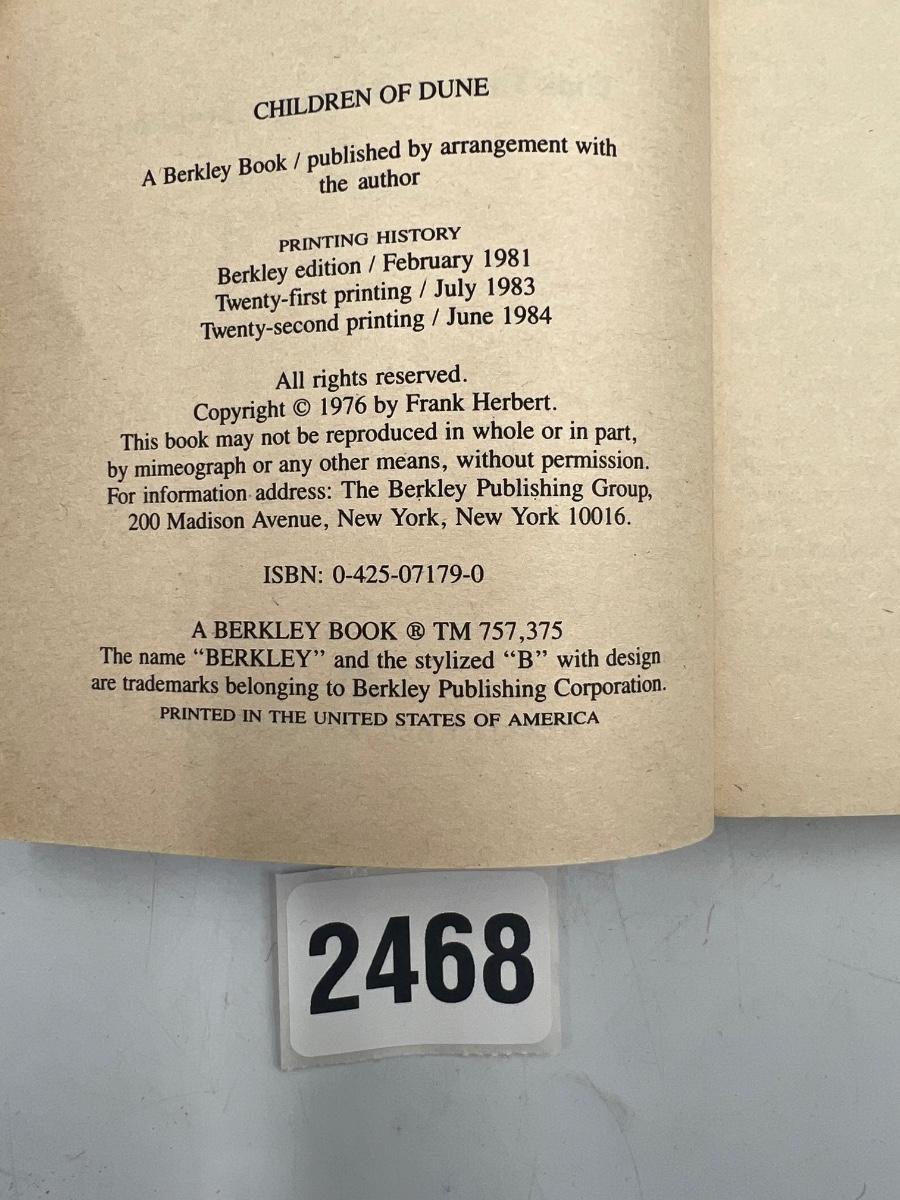 CHILDREN OF DUNE
A Berkley Book / published by arrangement with
the author
PRINTING HISTORY
Berkley edition / February 1981
Twenty-first printing / July 1983
Twenty-second printing / June 1984
All rights reserved.
Copyright © 1976 by Frank Herbert.
This book may not be reproduced in whole or in part,
by mimeograph or any other means, without permission.
For information address: The Berkley Publishing Group,
200 Madison Avenue, New York, New York 10016.
ISBN: 0-425-07179-0
A BERKLEY BOOK ® TM 757,375
The name “BERKLEY” and the stylized “B” with design
are trademarks belonging to Berkley Publishing Corporation.
PRINTED IN THE UNITED STATES OF AMERICA
2468